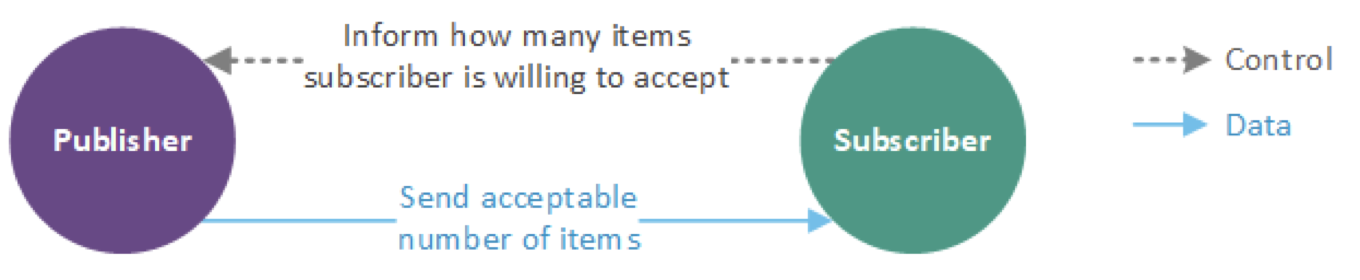 Inform how many items
subscriber is willing to accept
Publisher
Subscriber
Send acceptable
number of items
Control
Data